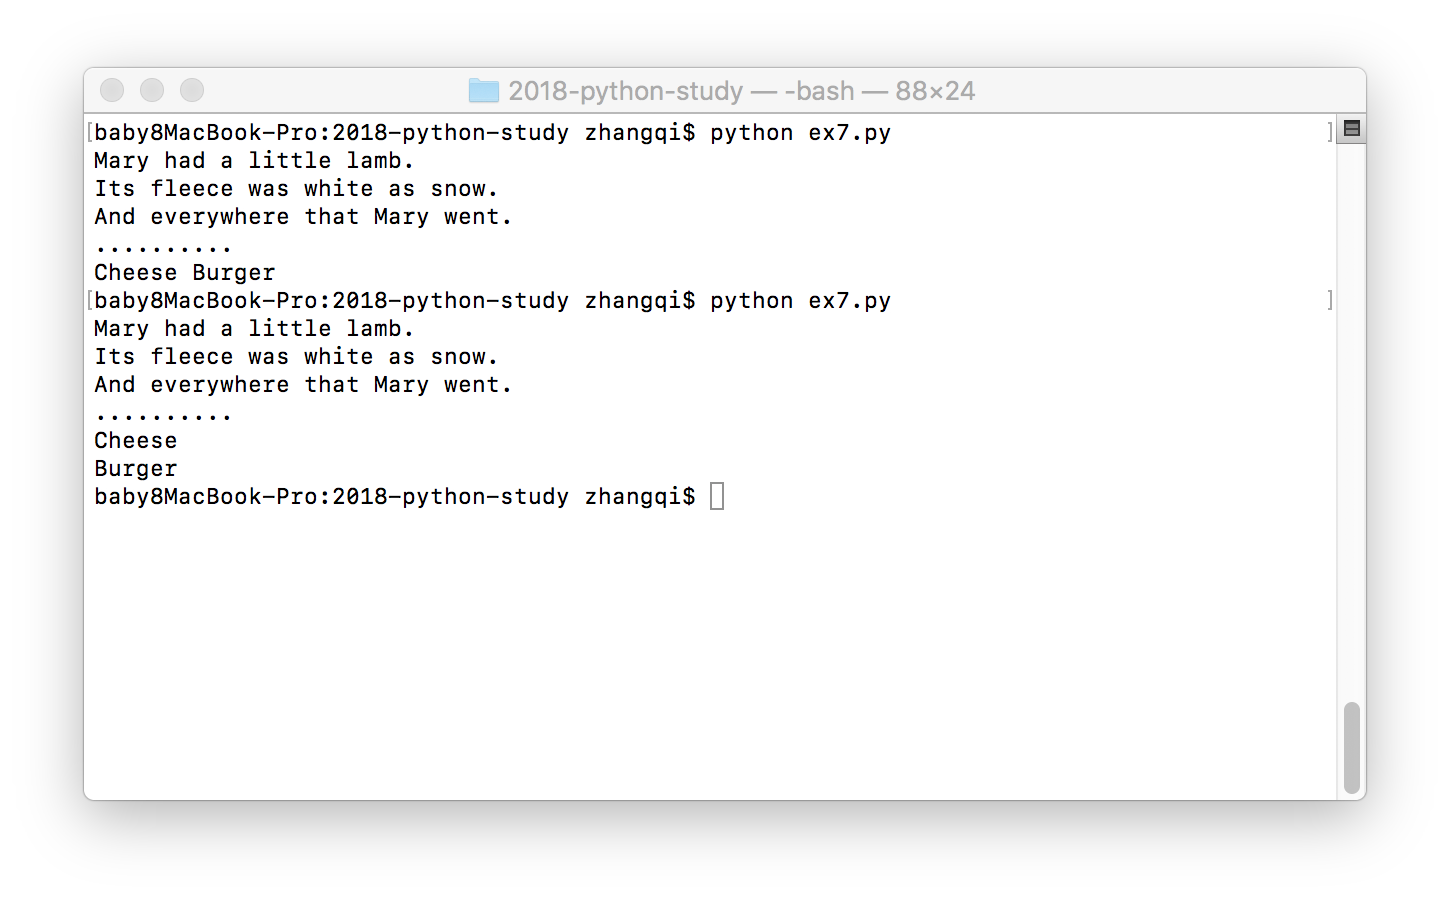 2018-python-study — -bash — 88×24
[baby8MacBook-Pro:2018-python-study zhangqi$ python ex7.py ]
Mary had a little lamb.
Its fleece was white as snow.
And everywhere that Mary went.
..........
Cheese Burger
[baby8MacBook-Pro:2018-python-study zhangqi$ python ex7.py ]
Mary had a little lamb.
Its fleece was white as snow.
And everywhere that Mary went.
..........
Cheese
Burger
baby8MacBook-Pro:2018-python-study zhangqi$